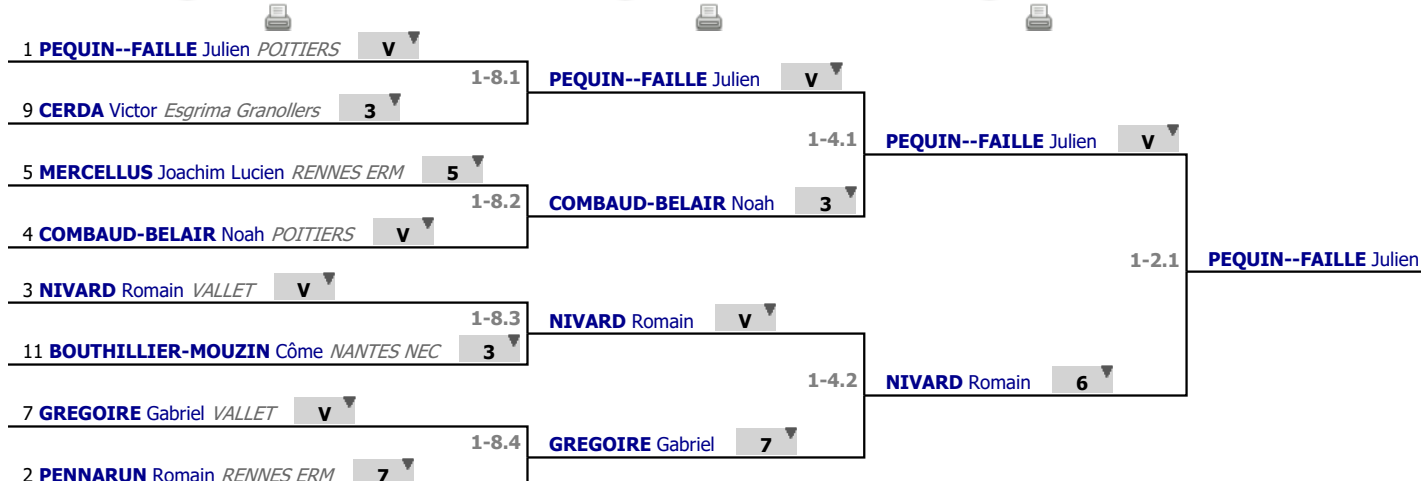 1 PEQUIN--FAILLE Julien POITIERS V
1-8.1
9 CERDA Victor Esgrima Granollers 3
5 MERCELLUS Joachim Lucien RENNES ERM 5
1-8.2
4 COMBAUD-BELAIR Noah POITIERS V
3 NIVARD Romain VALLET V
1-8.3
11 BOUTHILLIER-MOUZIN Côme NANTES NEC 3
7 GREGOIRE Gabriel VALLET V
1-8.4
2 PENNARUN Romain RENNES ERM 7
PEQUIN--FAILLE Julien V
1-4.1
COMBAUD-BELAIR Noah 3
NIVARD Romain V
1-4.2
GREGOIRE Gabriel 7
PEQUIN--FAILLE Julien V
1-2.1
NIVARD Romain 6
PEQUIN--FAILLE Julien